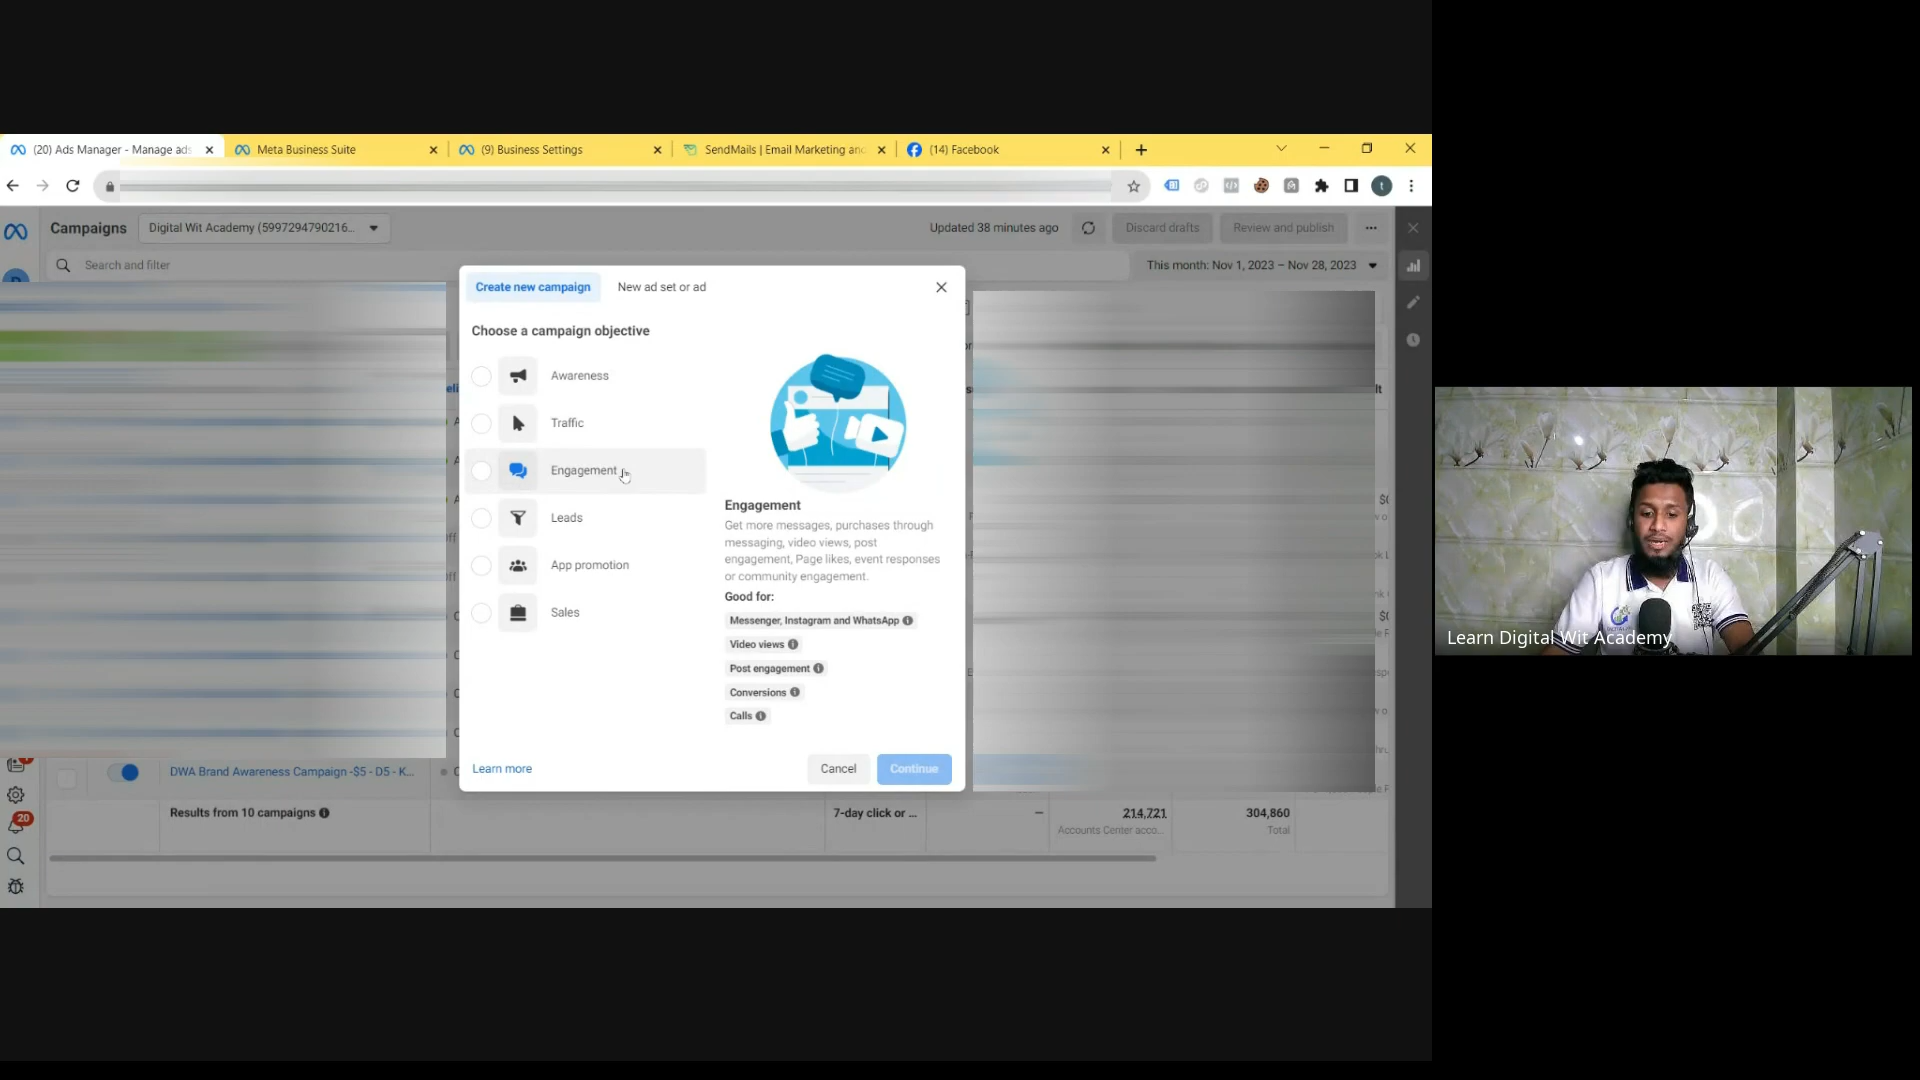 (20) Ads Manager - Manage ads
Meta Business Suite
(9) Business Settings
SendMails | Email Marketing and
(14) Facebook
t
Campaigns
Digital Wit Academy (5997294790216...
Updated 38 minutes ago
Discard drafts
Review and publish
Search and filter
This month: Nov 1, 2023 – Nov 28, 2023
Create new campaign
New ad set or ad
Choose a campaign objective
Awareness
Traffic
Engagement
Leads
App promotion
Sales
Engagement
Get more messages, purchases through
messaging, video views, post
engagement, Page likes, event responses
or community engagement.
Good for:
Messenger, Instagram and WhatsApp
Video views
Post engagement
Conversions
Calls
Learn more
Cancel
Continue
DWA Brand Awareness Campaign -$5 - D5 - K...
Results from 10 campaigns
7-day click or ...
—
214,721
Accounts Center acco...
304,860
Total
20
Learn Digital Wit Academy